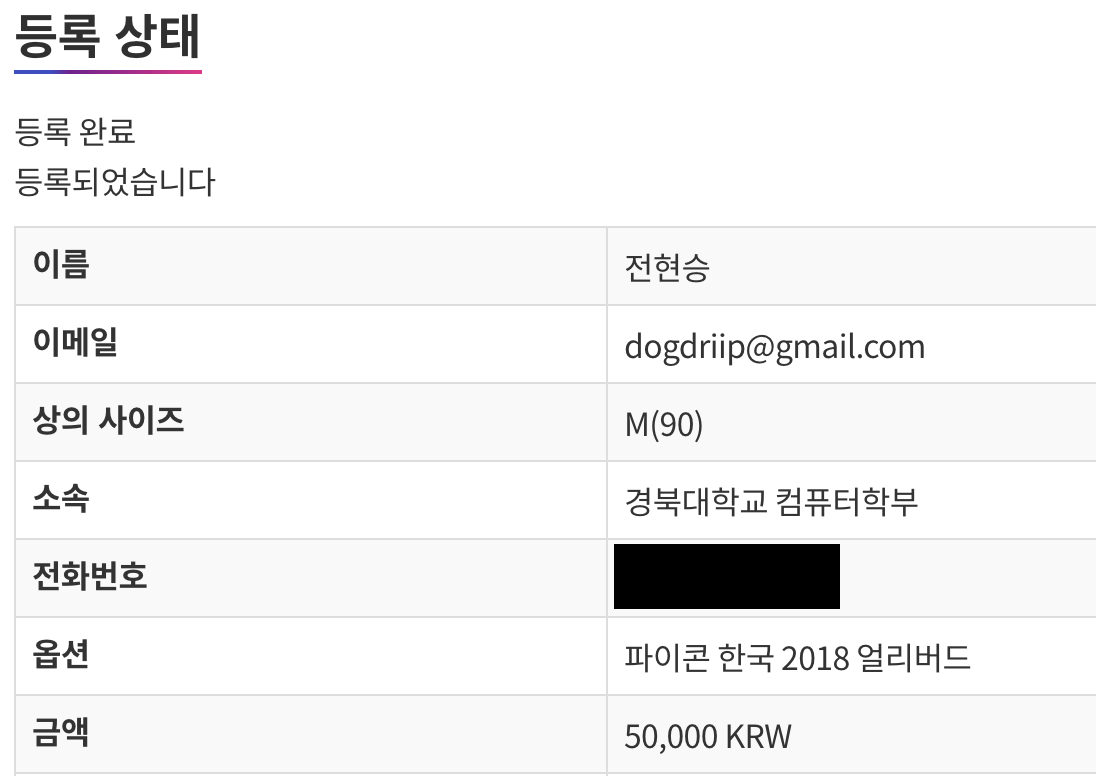 등록 상태
등록 완료
등록되었습니다
이름 전현승
이메일 dogdriip@gmail.com
상의 사이즈 M(90)
소속 경북대학교 컴퓨터학부
전화번호
옵션 파이콘 한국 2018 얼리버드
금액 50,000 KRW